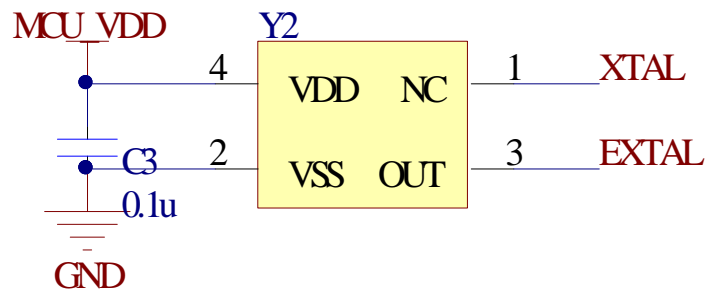 MCU_VDD
Y2
4 VDD NC 1 XTAL
2 VSS OUT 3 EXTAL
C3
0.1u
GND